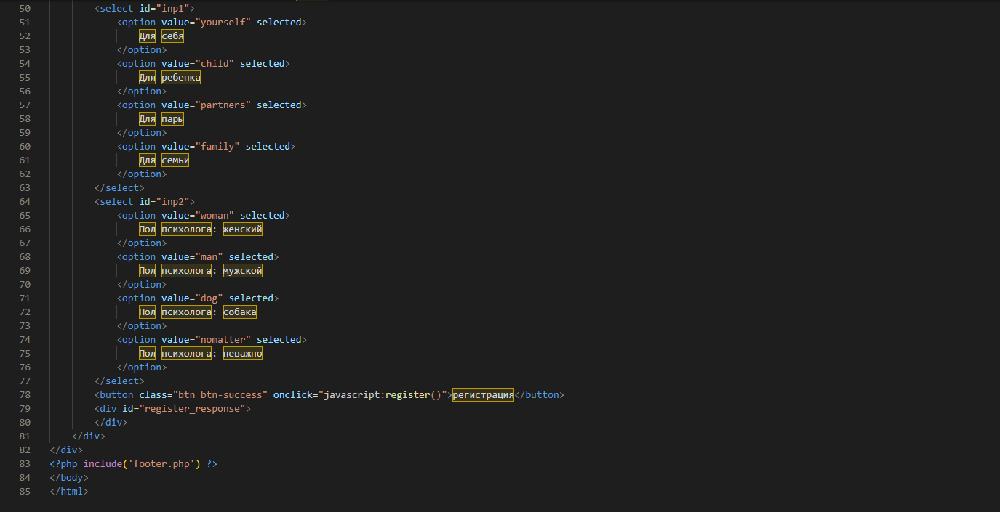 50 <select id="inp1">
51 <option value="yourself" selected>
52 Для себя
53 </option>
54 <option value="child" selected>
55 Для ребенка
56 </option>
57 <option value="partners" selected>
58 Для пары
59 </option>
60 <option value="family" selected>
61 Для семьи
62 </option>
63 </select>
64 <select id="inp2">
65 <option value="woman" selected>
66 Пол психолога: женский
67 </option>
68 <option value="man" selected>
69 Пол психолога: мужской
70 </option>
71 <option value="dog" selected>
72 Пол психолога: собака
73 </option>
74 <option value="nomatter" selected>
75 Пол психолога: неважно
76 </option>
77 </select>
78 <button class="btn btn-success" onclick="javascript:register()">регистрация</button>
79 <div id="register_response">
80 </div>
81 </div>
82 </div>
83 <?php include('footer.php') ?>
84 </body>
85 </html>